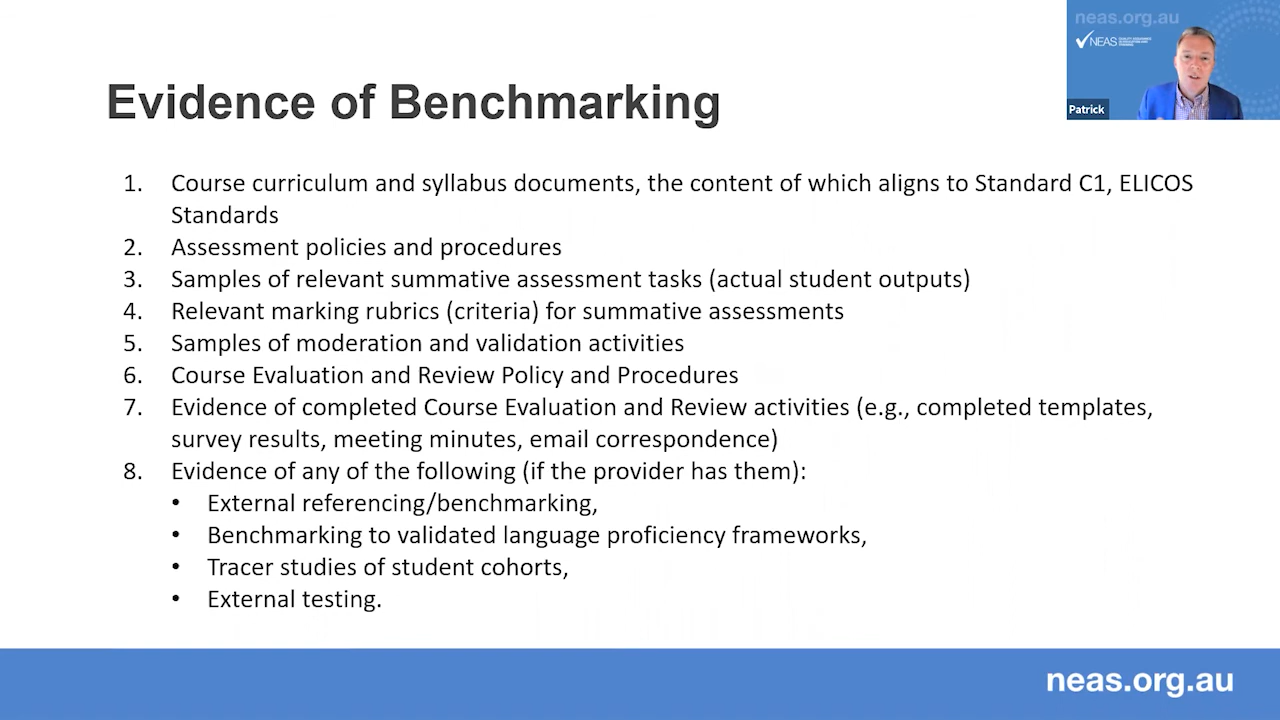 neas.org.au
NEAS
Patrick
Evidence of Benchmarking
1. Course curriculum and syllabus documents, the content of which aligns to Standard C1, ELICOS
Standards
2. Assessment policies and procedures
3. Samples of relevant summative assessment tasks (actual student outputs)
4. Relevant marking rubrics (criteria) for summative assessments
5. Samples of moderation and validation activities
6. Course Evaluation and Review Policy and Procedures
7. Evidence of completed Course Evaluation and Review activities (e.g., completed templates,
survey results, meeting minutes, email correspondence)
8. Evidence of any of the following (if the provider has them):
• External referencing/benchmarking,
• Benchmarking to validated language proficiency frameworks,
• Tracer studies of student cohorts,
• External testing.
neas.org.au